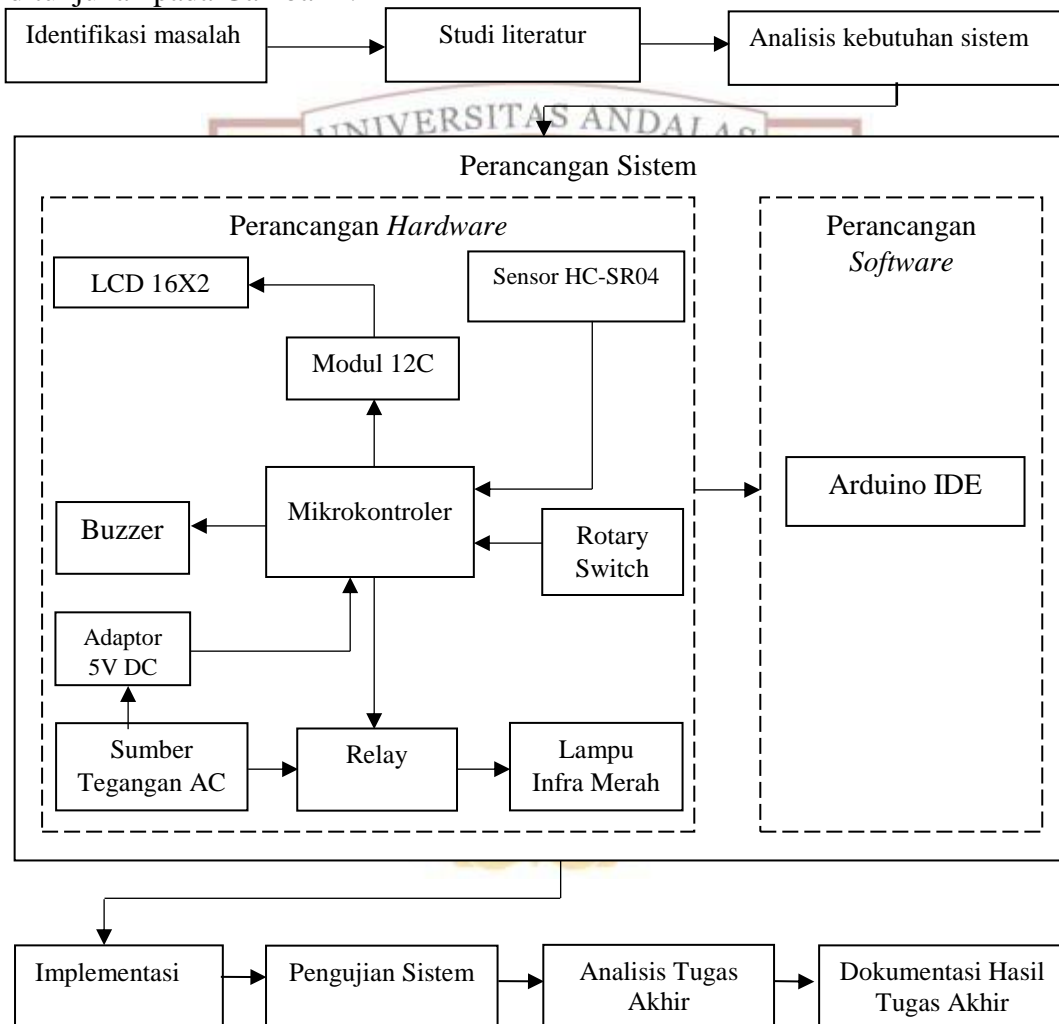 Identifikasi masalah
Studi literatur
Analisis kebutuhan sistem
UNIVERSITAS ANDALAS
Perancangan Sistem
Perancangan Hardware
Perancangan
Software
LCD 16X2
Sensor HC-SR04
Modul 12C
Mikrokontroler
Arduino IDE
Buzzer
Rotary
Switch
Adaptor
5V DC
Sumber
Tegangan AC
Relay
Lampu
Infra Merah
Implementasi
Pengujian Sistem
Analisis Tugas
Akhir
Dokumentasi Hasil
Tugas Akhir